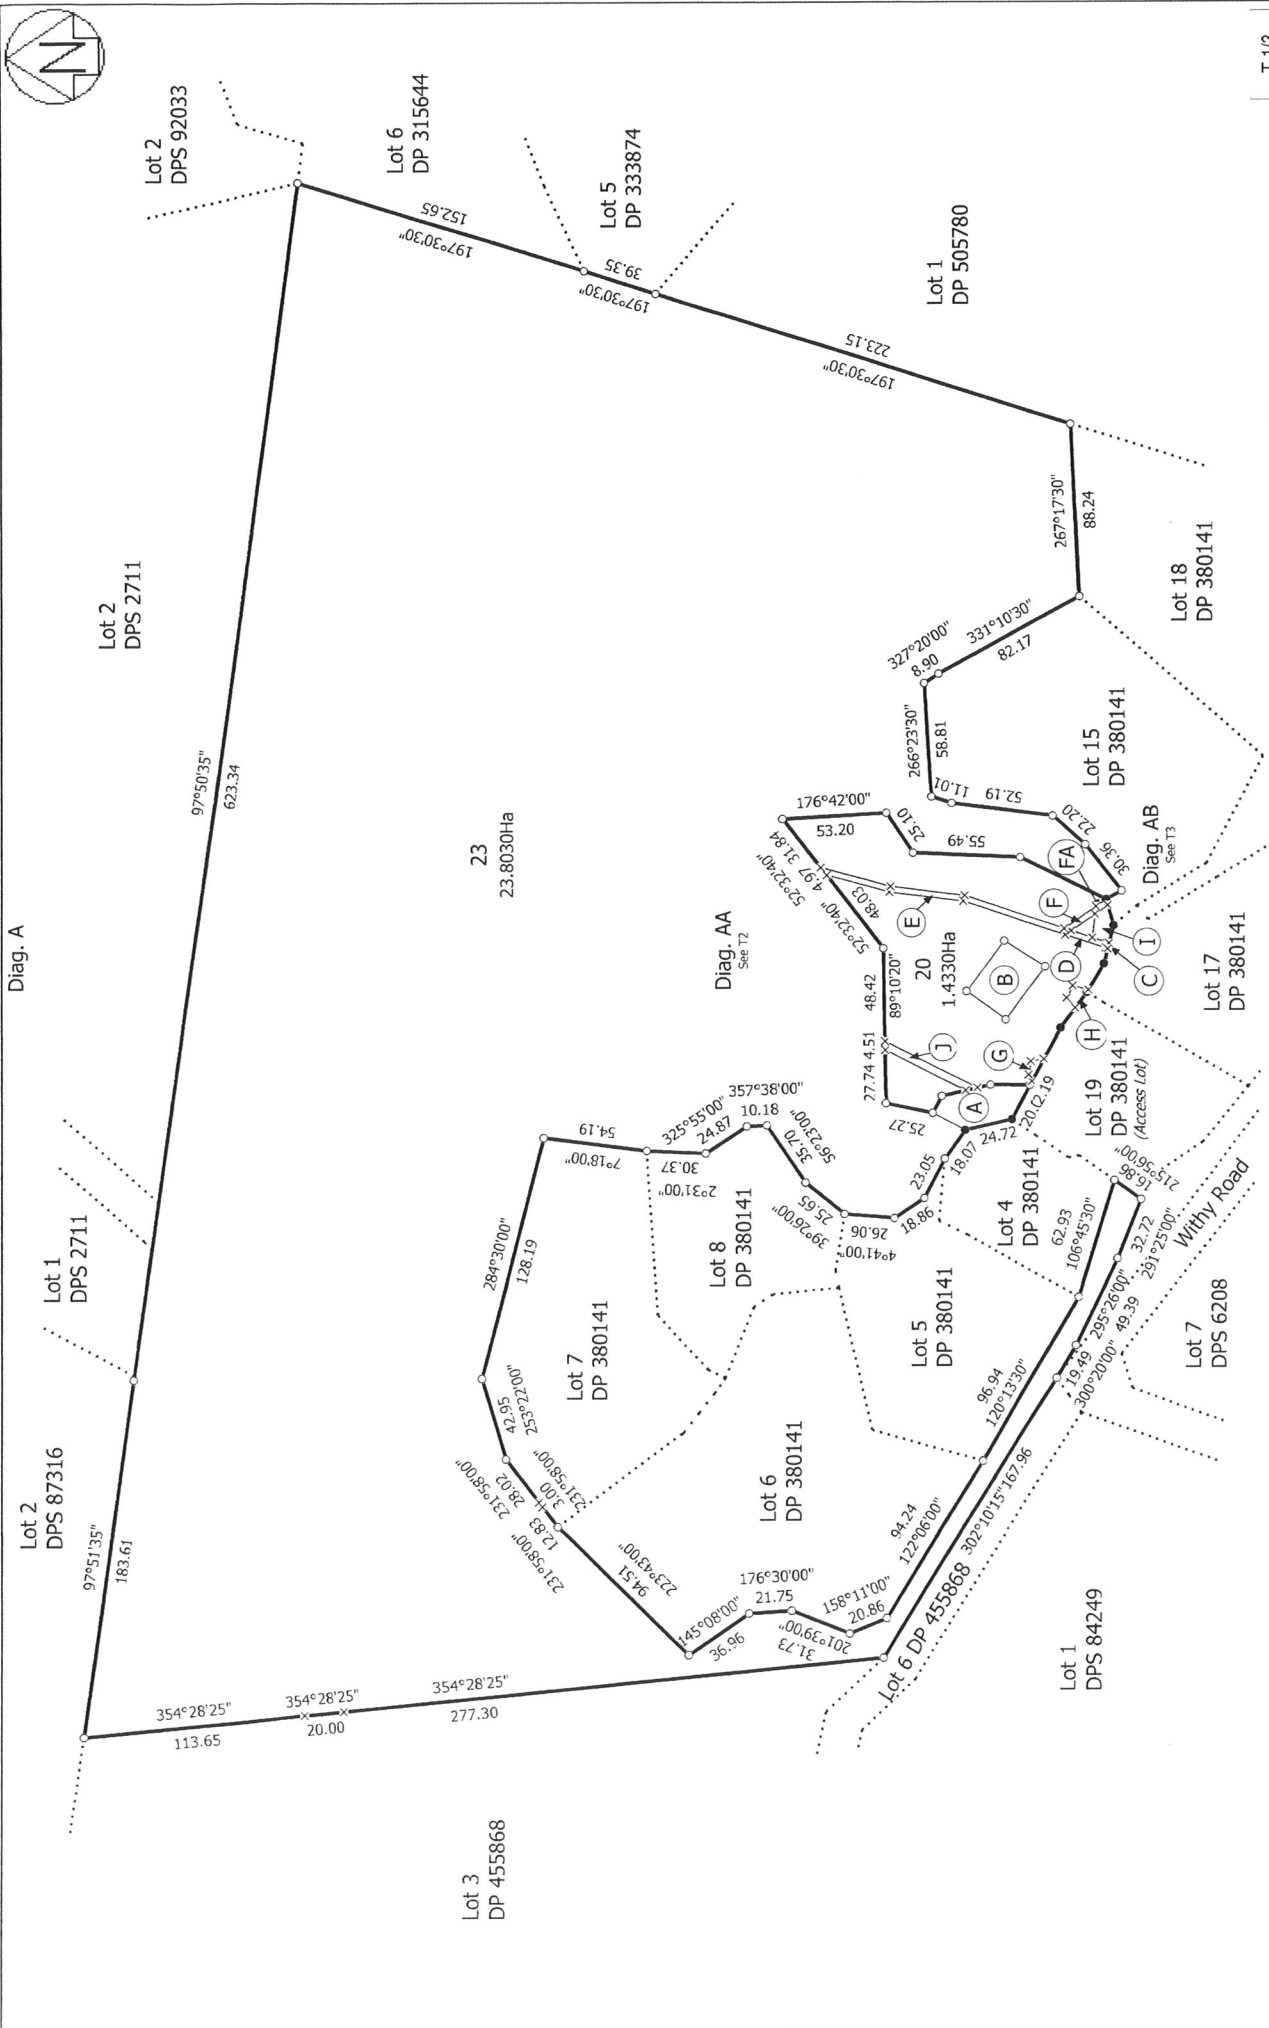 Diag. A
N
Lot 2
DPS 87316
Lot 1
DPS 2711
Lot 2
DPS 2711
Lot 2
DPS 92033
Lot 6
DP 315644
Lot 5
DP 333874
Lot 1
DP 505780
Lot 3
DP 455868
97°51'35"
183.61
97°50'35"
623.34
197°30'30"
152.65
197°30'30"
39.35
197°30'30"
223.15
354°28'25"
113.65
354°28'25"
20.00
354°28'25"
277.30
23
23.8030Ha
Diag. AA
See T2
284°30'00"
128.19
253°22'00"
42.95
231°58'00"
28.02
231°58'00"
3.00
231°58'00"
12.83
223°43'00"
94.51
145°08'00"
36.96
176°30'00"
21.75
201°39'00"
31.73
158°11'00"
20.86
7°18'00"
54.19
2°31'00"
30.37
325°55'00"
24.87
357°38'00"
10.18
56°23'00"
35.70
39°26'00"
25.65
4°41'00"
26.06
18.86
23.05
18.07
24.72
25.27
27.74
4.51
48.42
89°10'20"
52°32'40"
48.03
52°32'40"
4.97
31.84
176°42'00"
53.20
25.10
55.49
266°23'30"
58.81
11.01
52.19
22.20
30.36
327°20'00"
8.90
331°10'30"
82.17
267°17'30"
88.24
Lot 7
DP 380141
Lot 8
DP 380141
Lot 6
DP 380141
Lot 5
DP 380141
Lot 4
DP 380141
20
1.4330Ha
A
B
C
D
E
F
FA
G
H
I
J
Lot 15
DP 380141
Lot 18
DP 380141
Diag. AB
See T3
Lot 17
DP 380141
Lot 19
DP 380141
(Access Lot)
122°06'00"
94.24
120°13'30"
96.94
106°45'30"
62.93
215°56'00"
16.86
291°25'00"
32.72
295°26'00"
49.39
300°20'00"
19.49
302°10'15"
167.96
Lot 6 DP 455868
Withy Road
Lot 7
DPS 6208
Lot 1
DPS 84249